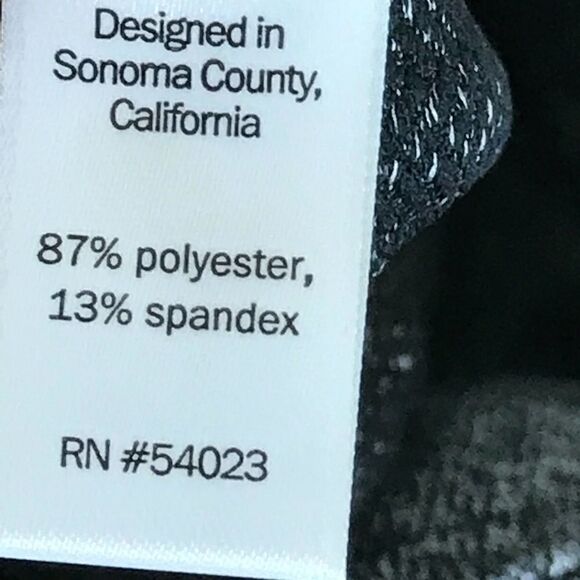 Designed in
Sonoma County,
California
87% polyester,
13% spandex
RN #54023